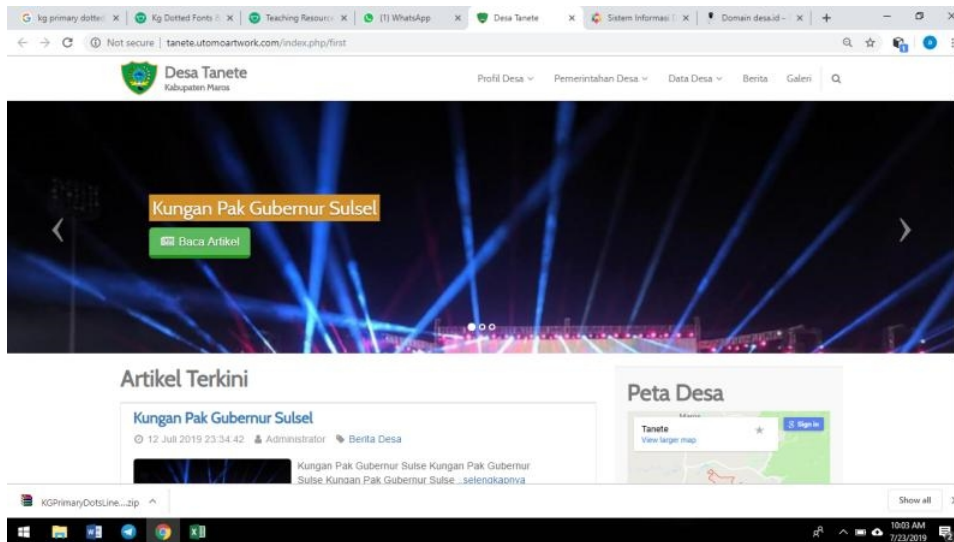 kg primary dotted
Kg Dotted Fonts
Teaching Resourc
(1) WhatsApp
Desa Tanete
Sistem Informasi
Domain desa.id -
Not secure | tanete.utomoartwork.com/index.php/first
Desa Tanete
Kabupaten Maros
Profil Desa
Pemerintahan Desa
Data Desa
Berita
Galeri
Kungan Pak Gubernur Sulsel
Baca Artikel
Artikel Terkini
Kungan Pak Gubernur Sulsel
12 Juli 2019 23:34:42 Administrator Berita Desa
Kungan Pak Gubernur Sulse Kungan Pak Gubernur
Sulse Kungan Pak Gubernur Sulse ..selengkapnya
Peta Desa
Maros
Tanete
View larger map
Sign in
KGPrimaryDotsLine....zip
Show all
10:03 AM
7/23/2019